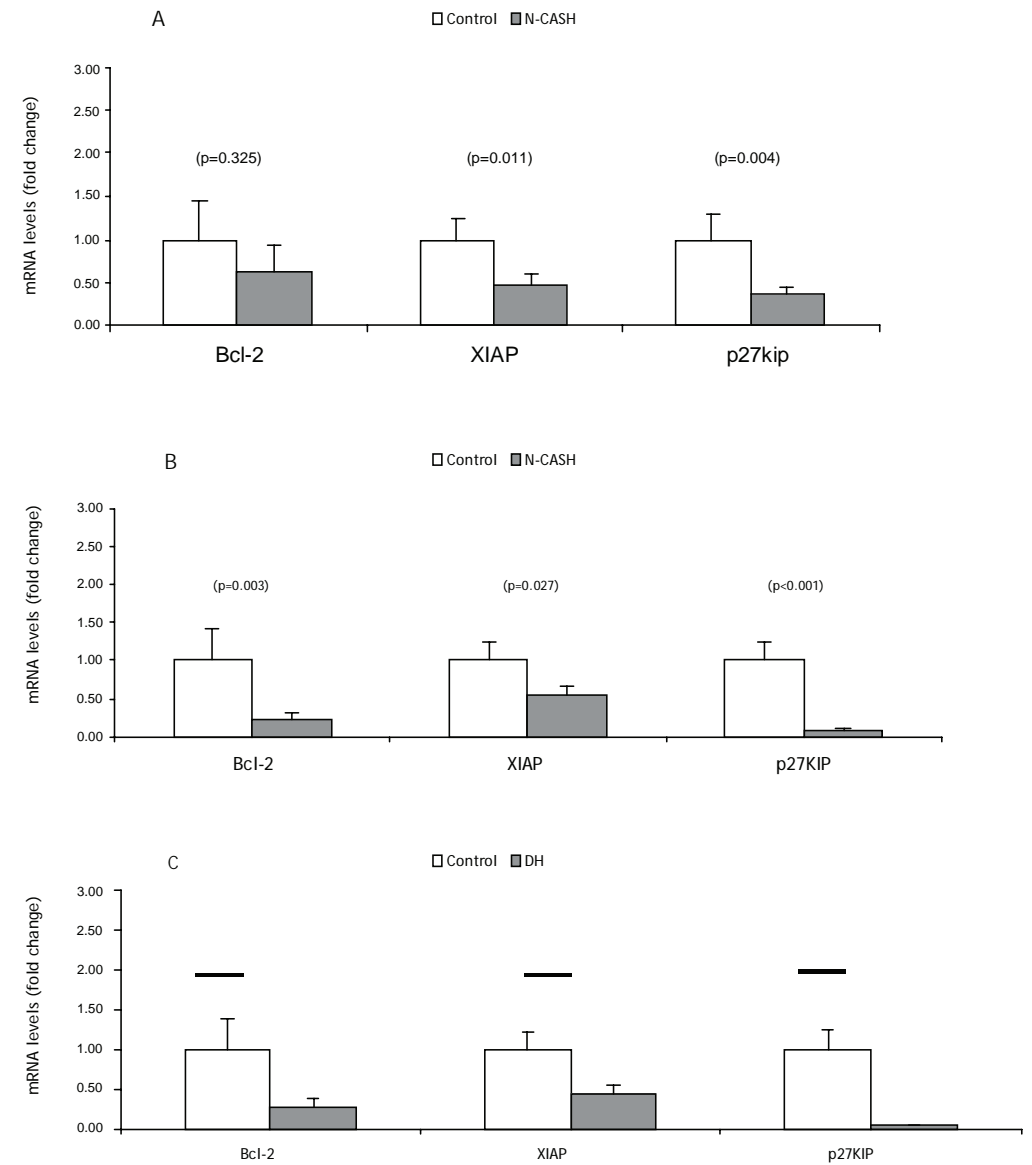 A
Control N-CASH
mRNA levels (fold change)
3.00
2.50
2.00
1.50
1.00
0.50
0.00
(p=0.325) (p=0.011) (p=0.004)
Bcl-2 XIAP p27kip
B
Control N-CASH
mRNA levels (fold change)
3.00
2.50
2.00
1.50
1.00
0.50
0.00
(p=0.003) (p=0.027) (p<0.001)
Bcl-2 XIAP p27KIP
C
Control DH
mRNA levels (fold change)
3.00
2.50
2.00
1.50
1.00
0.50
0.00
Bcl-2 XIAP p27KIP